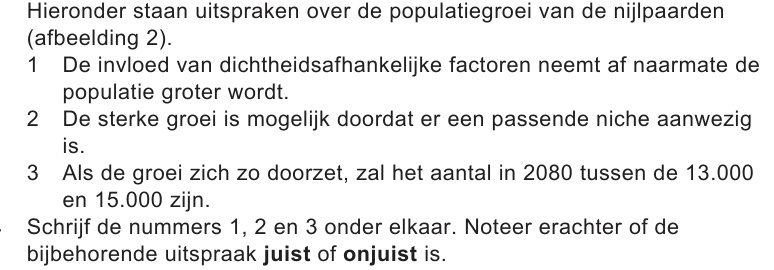 Hieronder staan uitspraken over de populatiegroei van de nijlpaarden
(afbeelding 2).
1 De invloed van dichtheidsafhankelijke factoren neemt af naarmate de
populatie groter wordt.
2 De sterke groei is mogelijk doordat er een passende niche aanwezig
is.
3 Als de groei zich zo doorzet, zal het aantal in 2080 tussen de 13.000
en 15.000 zijn.
Schrijf de nummers 1, 2 en 3 onder elkaar. Noteer erachter of de
bijbehorende uitspraak juist of onjuist is.